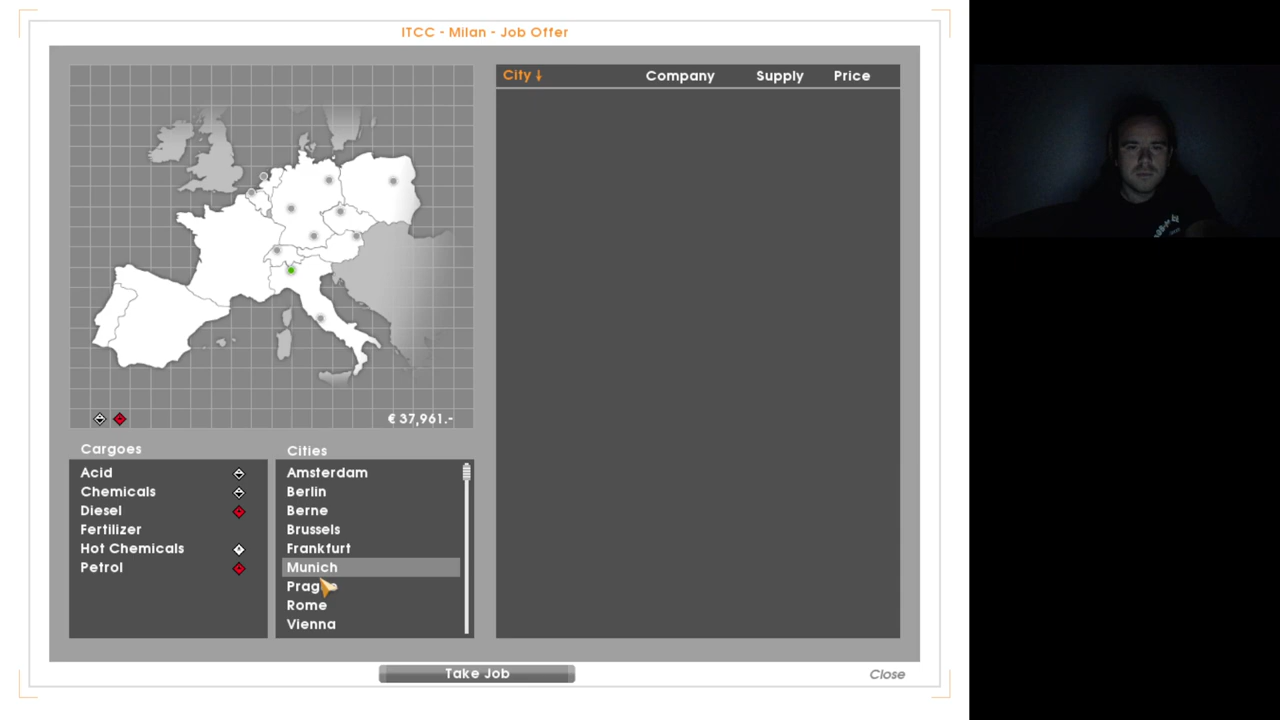 ITCC - Milan - Job Offer
City Company Supply Price
€ 37,961.-
Cargoes
Acid
Chemicals
Diesel
Fertilizer
Hot Chemicals
Petrol
Cities
Amsterdam
Berlin
Berne
Brussels
Frankfurt
Munich
Prag
Rome
Vienna
Take Job
Close